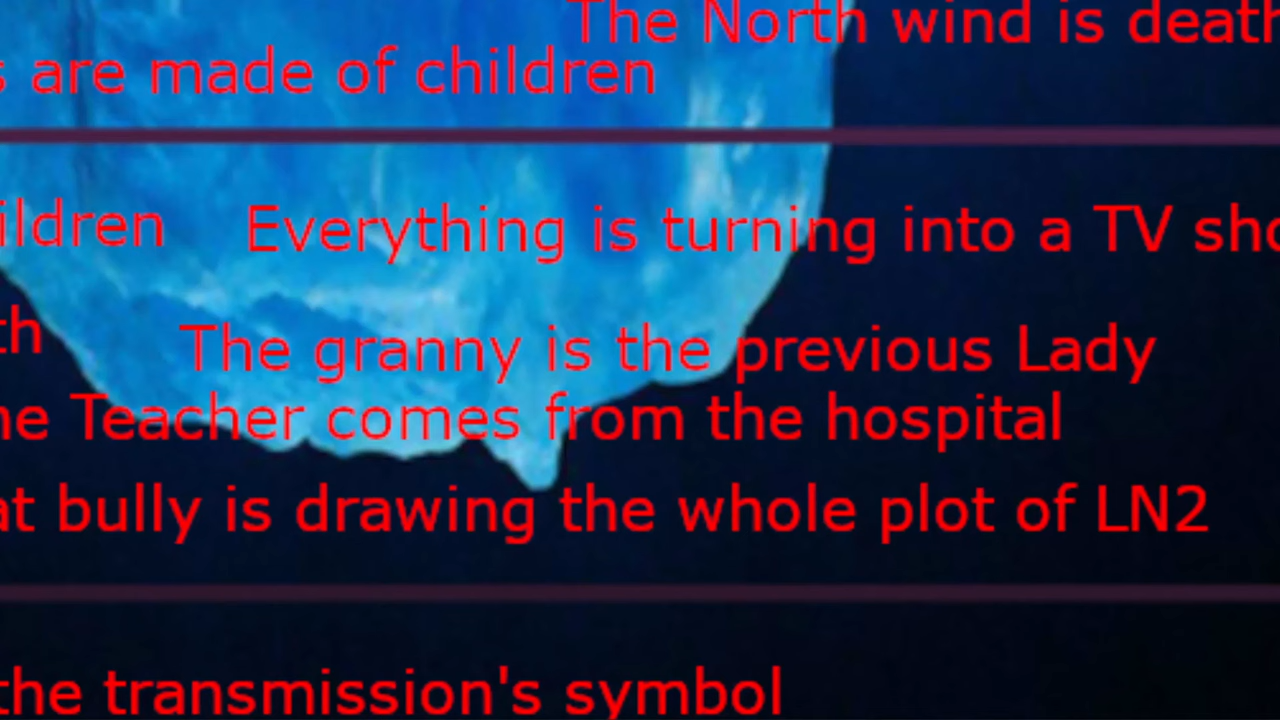 The North wind is death
s are made of children
ildren
Everything is turning into a TV sho
th
The granny is the previous Lady
he Teacher comes from the hospital
at bully is drawing the whole plot of LN2
the transmission's symbol